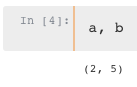 In [4]: a, b
(2, 5)